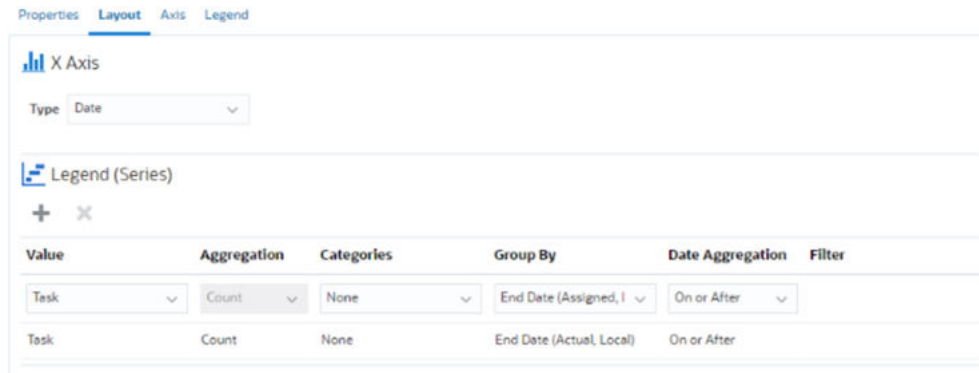 Properties Layout Axis Legend
X Axis
Type Date
Legend (Series)
Value Aggregation Categories Group By Date Aggregation Filter
Task Count None End Date (Assigned, On or After
Task Count None End Date (Actual, Local) On or After